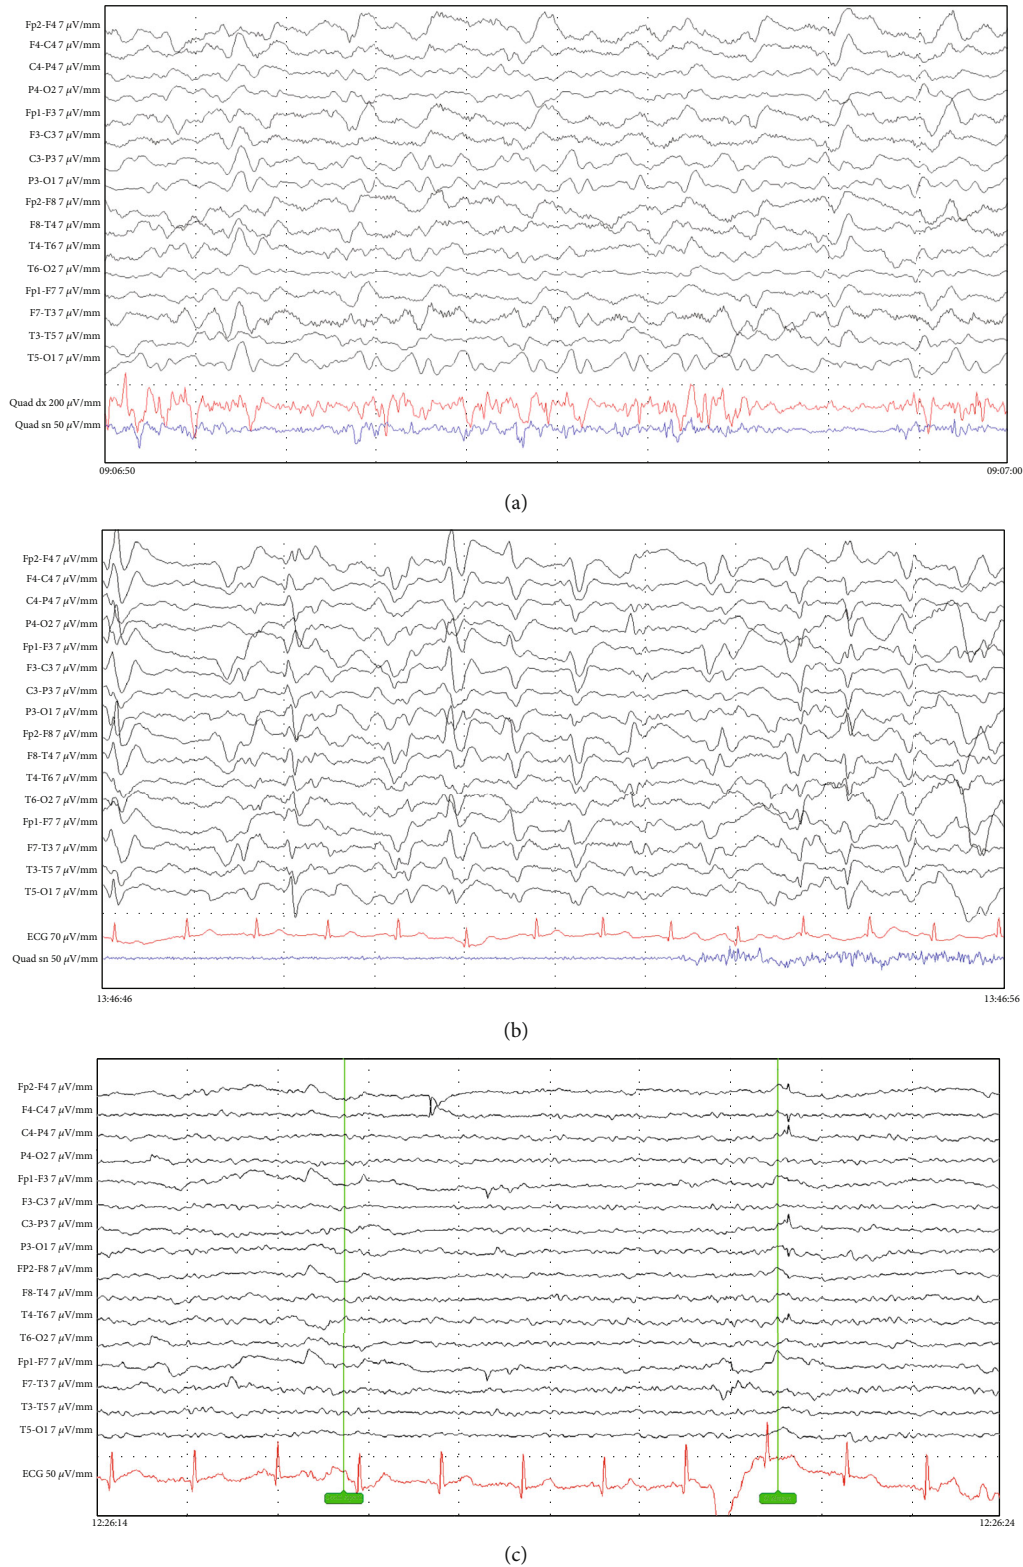 Fp2-F4 7 μV/mm
F4-C4 7 μV/mm
C4-P4 7 μV/mm
P4-O2 7 μV/mm
Fp1-F3 7 μV/mm
F3-C3 7 μV/mm
C3-P3 7 μV/mm
P3-O1 7 μV/mm
Fp2-F8 7 μV/mm
F8-T4 7 μV/mm
T4-T6 7 μV/mm
T6-O2 7 μV/mm
Fp1-F7 7 μV/mm
F7-T3 7 μV/mm
T3-T5 7 μV/mm
T5-O1 7 μV/mm
Quad dx 200 μV/mm
Quad sn 50 μV/mm
09:06:50 09:07:00
(a)
Fp2-F4 7 μV/mm
F4-C4 7 μV/mm
C4-P4 7 μV/mm
P4-O2 7 μV/mm
Fp1-F3 7 μV/mm
F3-C3 7 μV/mm
C3-P3 7 μV/mm
P3-O1 7 μV/mm
Fp2-F8 7 μV/mm
F8-T4 7 μV/mm
T4-T6 7 μV/mm
T6-O2 7 μV/mm
Fp1-F7 7 μV/mm
F7-T3 7 μV/mm
T3-T5 7 μV/mm
T5-O1 7 μV/mm
ECG 70 μV/mm
Quad sn 50 μV/mm
13:46:46 13:46:56
(b)
Fp2-F4 7 μV/mm
F4-C4 7 μV/mm
C4-P4 7 μV/mm
P4-O2 7 μV/mm
Fp1-F3 7 μV/mm
F3-C3 7 μV/mm
C3-P3 7 μV/mm
P3-O1 7 μV/mm
FP2-F8 7 μV/mm
F8-T4 7 μV/mm
T4-T6 7 μV/mm
T6-O2 7 μV/mm
Fp1-F7 7 μV/mm
F7-T3 7 μV/mm
T3-T5 7 μV/mm
T5-O1 7 μV/mm
ECG 50 μV/mm
12:26:14 12:26:24
(c)